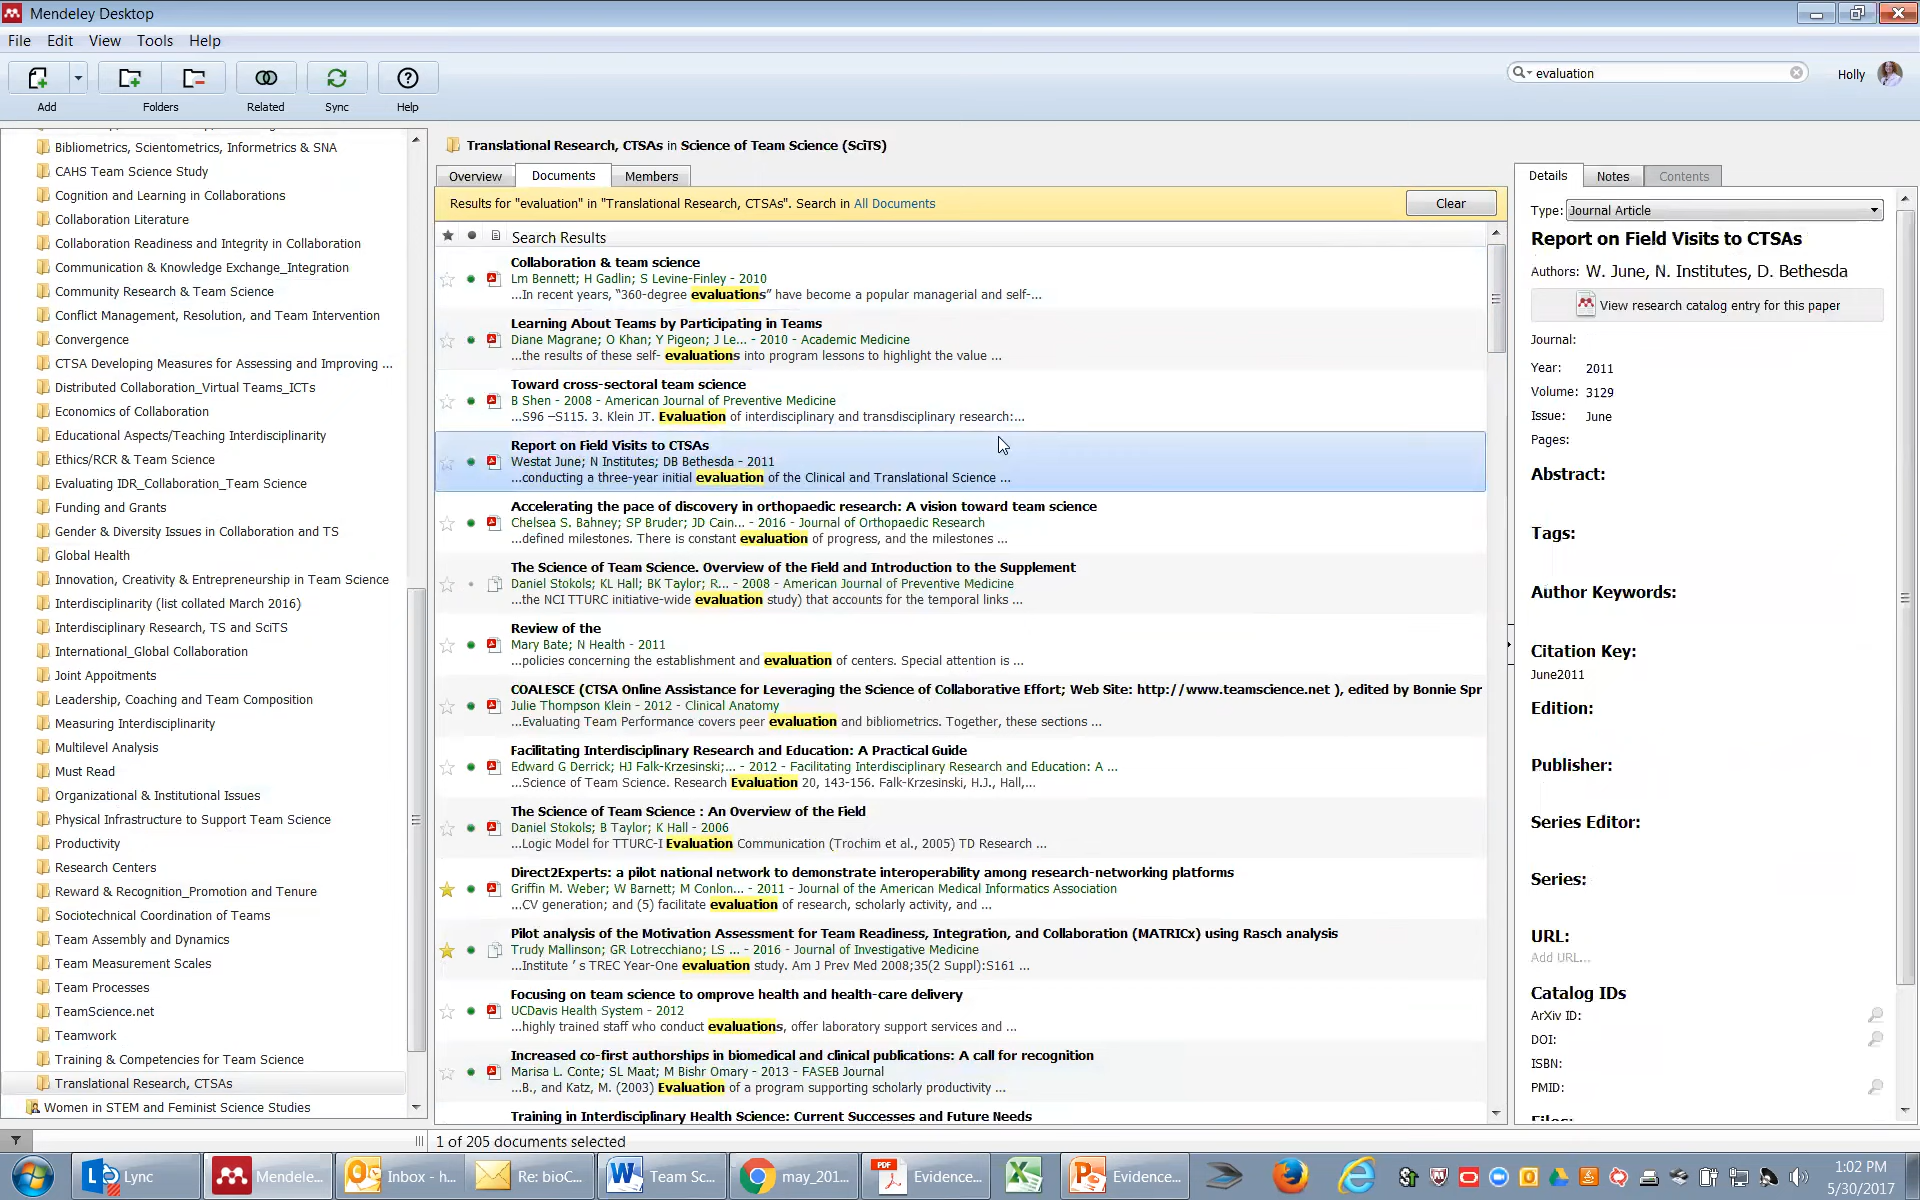 Mendeley Desktop
File Edit View Tools Help
Add Folders Related Sync Help
evaluation
Holly
Bibliometrics, Scientometrics, Informetrics & SNA
CAHS Team Science Study
Cognition and Learning in Collaborations
Collaboration Literature
Collaboration Readiness and Integrity in Collaboration
Communication & Knowledge Exchange_Integration
Community Research & Team Science
Conflict Management, Resolution, and Team Intervention
Convergence
CTSA Developing Measures for Assessing and Improving ...
Distributed Collaboration_Virtual Teams_ICTs
Economics of Collaboration
Educational Aspects/Teaching Interdisciplinarity
Ethics/RCR & Team Science
Evaluating IDR_Collaboration_Team Science
Funding and Grants
Gender & Diversity Issues in Collaboration and TS
Global Health
Innovation, Creativity & Entrepreneurship in Team Science
Interdisciplinarity (list collated March 2016)
Interdisciplinary Research, TS and SciTS
International_Global Collaboration
Joint Appoitments
Leadership, Coaching and Team Composition
Measuring Interdisciplinarity
Multilevel Analysis
Must Read
Organizational & Institutional Issues
Physical Infrastructure to Support Team Science
Productivity
Research Centers
Reward & Recognition_Promotion and Tenure
Sociotechnical Coordination of Teams
Team Assembly and Dynamics
Team Measurement Scales
Team Processes
TeamScience.net
Teamwork
Training & Competencies for Team Science
Translational Research, CTSAs
Women in STEM and Feminist Science Studies
Translational Research, CTSAs in Science of Team Science (SciTS)
Overview Documents Members
Results for "evaluation" in "Translational Research, CTSAs". Search in All Documents
Clear
Search Results
Collaboration & team science
Lm Bennett; H Gadlin; S Levine-Finley - 2010
...In recent years, “360-degree evaluations” have become a popular managerial and self-...
Learning About Teams by Participating in Teams
Diane Magrane; O Khan; Y Pigeon; J Le... - 2010 - Academic Medicine
...the results of these self- evaluations into program lessons to highlight the value ...
Toward cross-sectoral team science
B Shen - 2008 - American Journal of Preventive Medicine
...S96 –S115. 3. Klein JT. Evaluation of interdisciplinary and transdisciplinary research:...
Report on Field Visits to CTSAs
Westat June; N Institutes; DB Bethesda - 2011
...conducting a three-year initial evaluation of the Clinical and Translational Science ...
Accelerating the pace of discovery in orthopaedic research: A vision toward team science
Chelsea S. Bahney; SP Bruder; JD Cain... - 2016 - Journal of Orthopaedic Research
...defined milestones. There is constant evaluation of progress, and the milestones ...
The Science of Team Science. Overview of the Field and Introduction to the Supplement
Daniel Stokols; KL Hall; BK Taylor; R... - 2008 - American Journal of Preventive Medicine
...the NCI TTURC initiative-wide evaluation study) that accounts for the temporal links ...
Review of the
Mary Bate; N Health - 2011
...policies concerning the establishment and evaluation of centers. Special attention is ...
COALESCE (CTSA Online Assistance for Leveraging the Science of Collaborative Effort; Web Site: http://www.teamscience.net ), edited by Bonnie Spr
Julie Thompson Klein - 2012 - Clinical Anatomy
...Evaluating Team Performance covers peer evaluation and bibliometrics. Together, these sections ...
Facilitating Interdisciplinary Research and Education: A Practical Guide
Edward G Derrick; HJ Falk-Krzesinski;... - 2012 - Facilitating Interdisciplinary Research and Education: A ...
...Science of Team Science. Research Evaluation 20, 143-156. Falk-Krzesinski, H.J., Hall,...
The Science of Team Science : An Overview of the Field
Daniel Stokols; B Taylor; K Hall - 2006
...Logic Model for TTURC-I Evaluation Communication (Trochim et al., 2005) TD Research ...
Direct2Experts: a pilot national network to demonstrate interoperability among research-networking platforms
Griffin M. Weber; W Barnett; M Conlon... - 2011 - Journal of the American Medical Informatics Association
...CV generation; and (5) facilitate evaluation of research, scholarly activity, and ...
Pilot analysis of the Motivation Assessment for Team Readiness, Integration, and Collaboration (MATRICx) using Rasch analysis
Trudy Mallinson; GR Lotrecchiano; LS ... - 2016 - Journal of Investigative Medicine
...Institute ’ s TREC Year-One evaluation study. Am J Prev Med 2008;35(2 Suppl):S161 ...
Focusing on team science to omprove health and health-care delivery
UCDavis Health System - 2012
...highly trained staff who conduct evaluations, offer laboratory support services and ...
Increased co-first authorships in biomedical and clinical publications: A call for recognition
Marisa L. Conte; SL Maat; M Bishr Omary - 2013 - FASEB Journal
...B., and Katz, M. (2003) Evaluation of a program supporting scholarly productivity ...
Training in Interdisciplinary Health Science: Current Successes and Future Needs
1 of 205 documents selected
Details Notes Contents
Type: Journal Article
Report on Field Visits to CTSAs
Authors: W. June, N. Institutes, D. Bethesda
View research catalog entry for this paper
Journal:
Year: 2011
Volume: 3129
Issue: June
Pages:
Abstract:
Tags:
Author Keywords:
Citation Key:
June2011
Edition:
Publisher:
Series Editor:
Series:
URL:
Add URL...
Catalog IDs
ArXiv ID:
DOI:
ISBN:
PMID:
Files:
Lync Mendele... Inbox - h... Re: bioC... Team Sc... may_201... Evidence... Evidence...
1:02 PM
5/30/2017